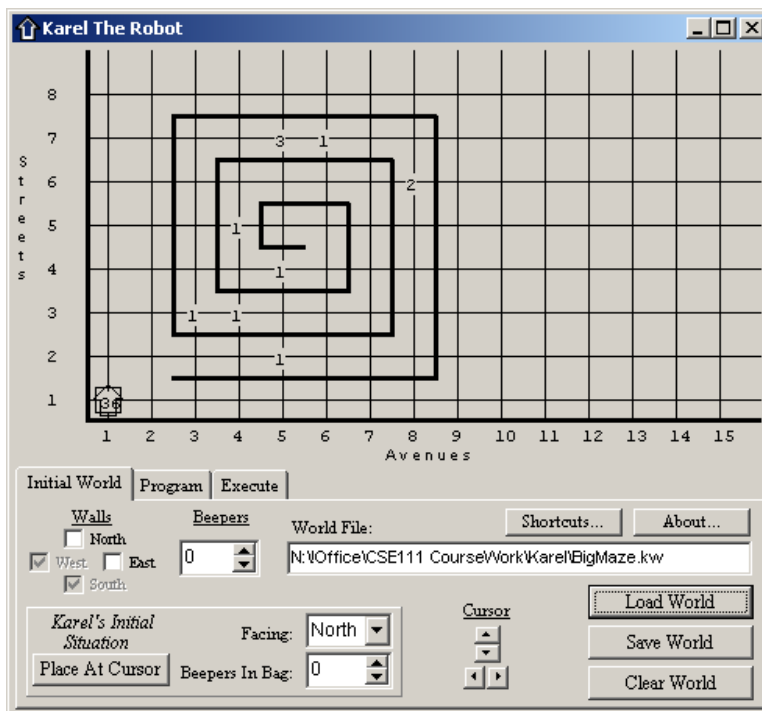 Karel The Robot
8
7
3 1
6
2
5
1
4
1
3
1 1
2
1
1
Streets
1 2 3 4 5 6 7 8 9 10 11 12 13 14 15
Avenues
Initial World Program Execute
Walls
North
West East
South
Beepers
0
World File:
Shortcuts... About...
N:\IOffice\CSE111 CourseWork\Karel\BigMaze.kw
Karel's Initial
Situation
Place At Cursor
Facing: North
Beepers In Bag: 0
Cursor
Load World
Save World
Clear World